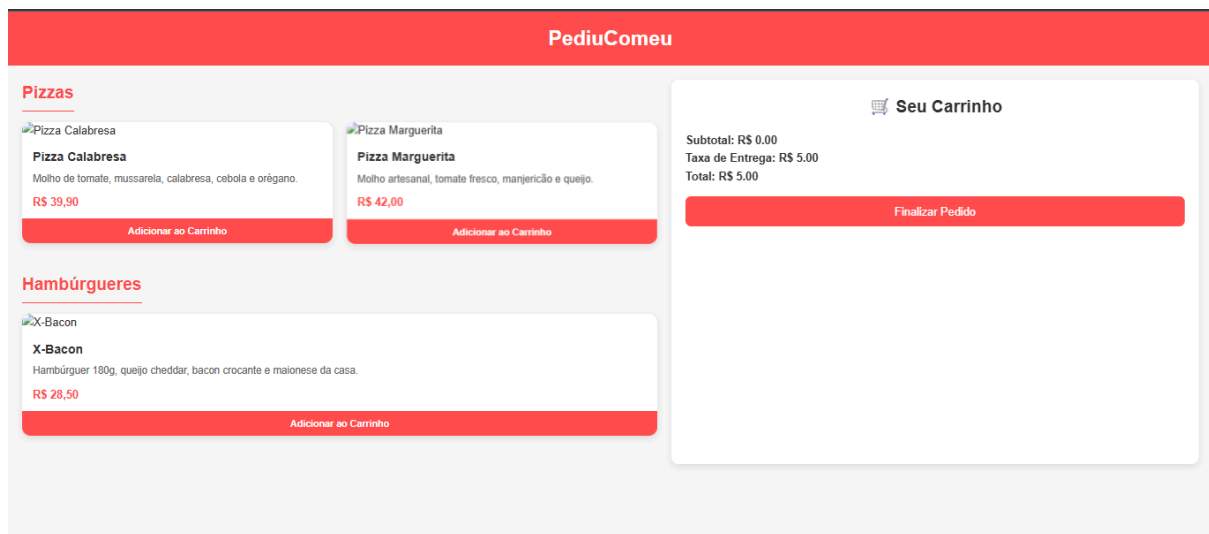 PediuComeu
Pizzas
Pizza Calabresa
Pizza Calabresa
Molho de tomate, mussarela, calabresa, cebola e orégano.
R$ 39,90
Adicionar ao Carrinho
Pizza Marguerita
Pizza Marguerita
Molho artesanal, tomate fresco, manjericão e queijo.
R$ 42,00
Adicionar ao Carrinho
Hambúrgueres
X-Bacon
X-Bacon
Hambúrguer 180g, queijo cheddar, bacon crocante e maionese da casa.
R$ 28,50
Adicionar ao Carrinho
Seu Carrinho
Subtotal: R$ 0.00
Taxa de Entrega: R$ 5.00
Total: R$ 5.00
Finalizar Pedido